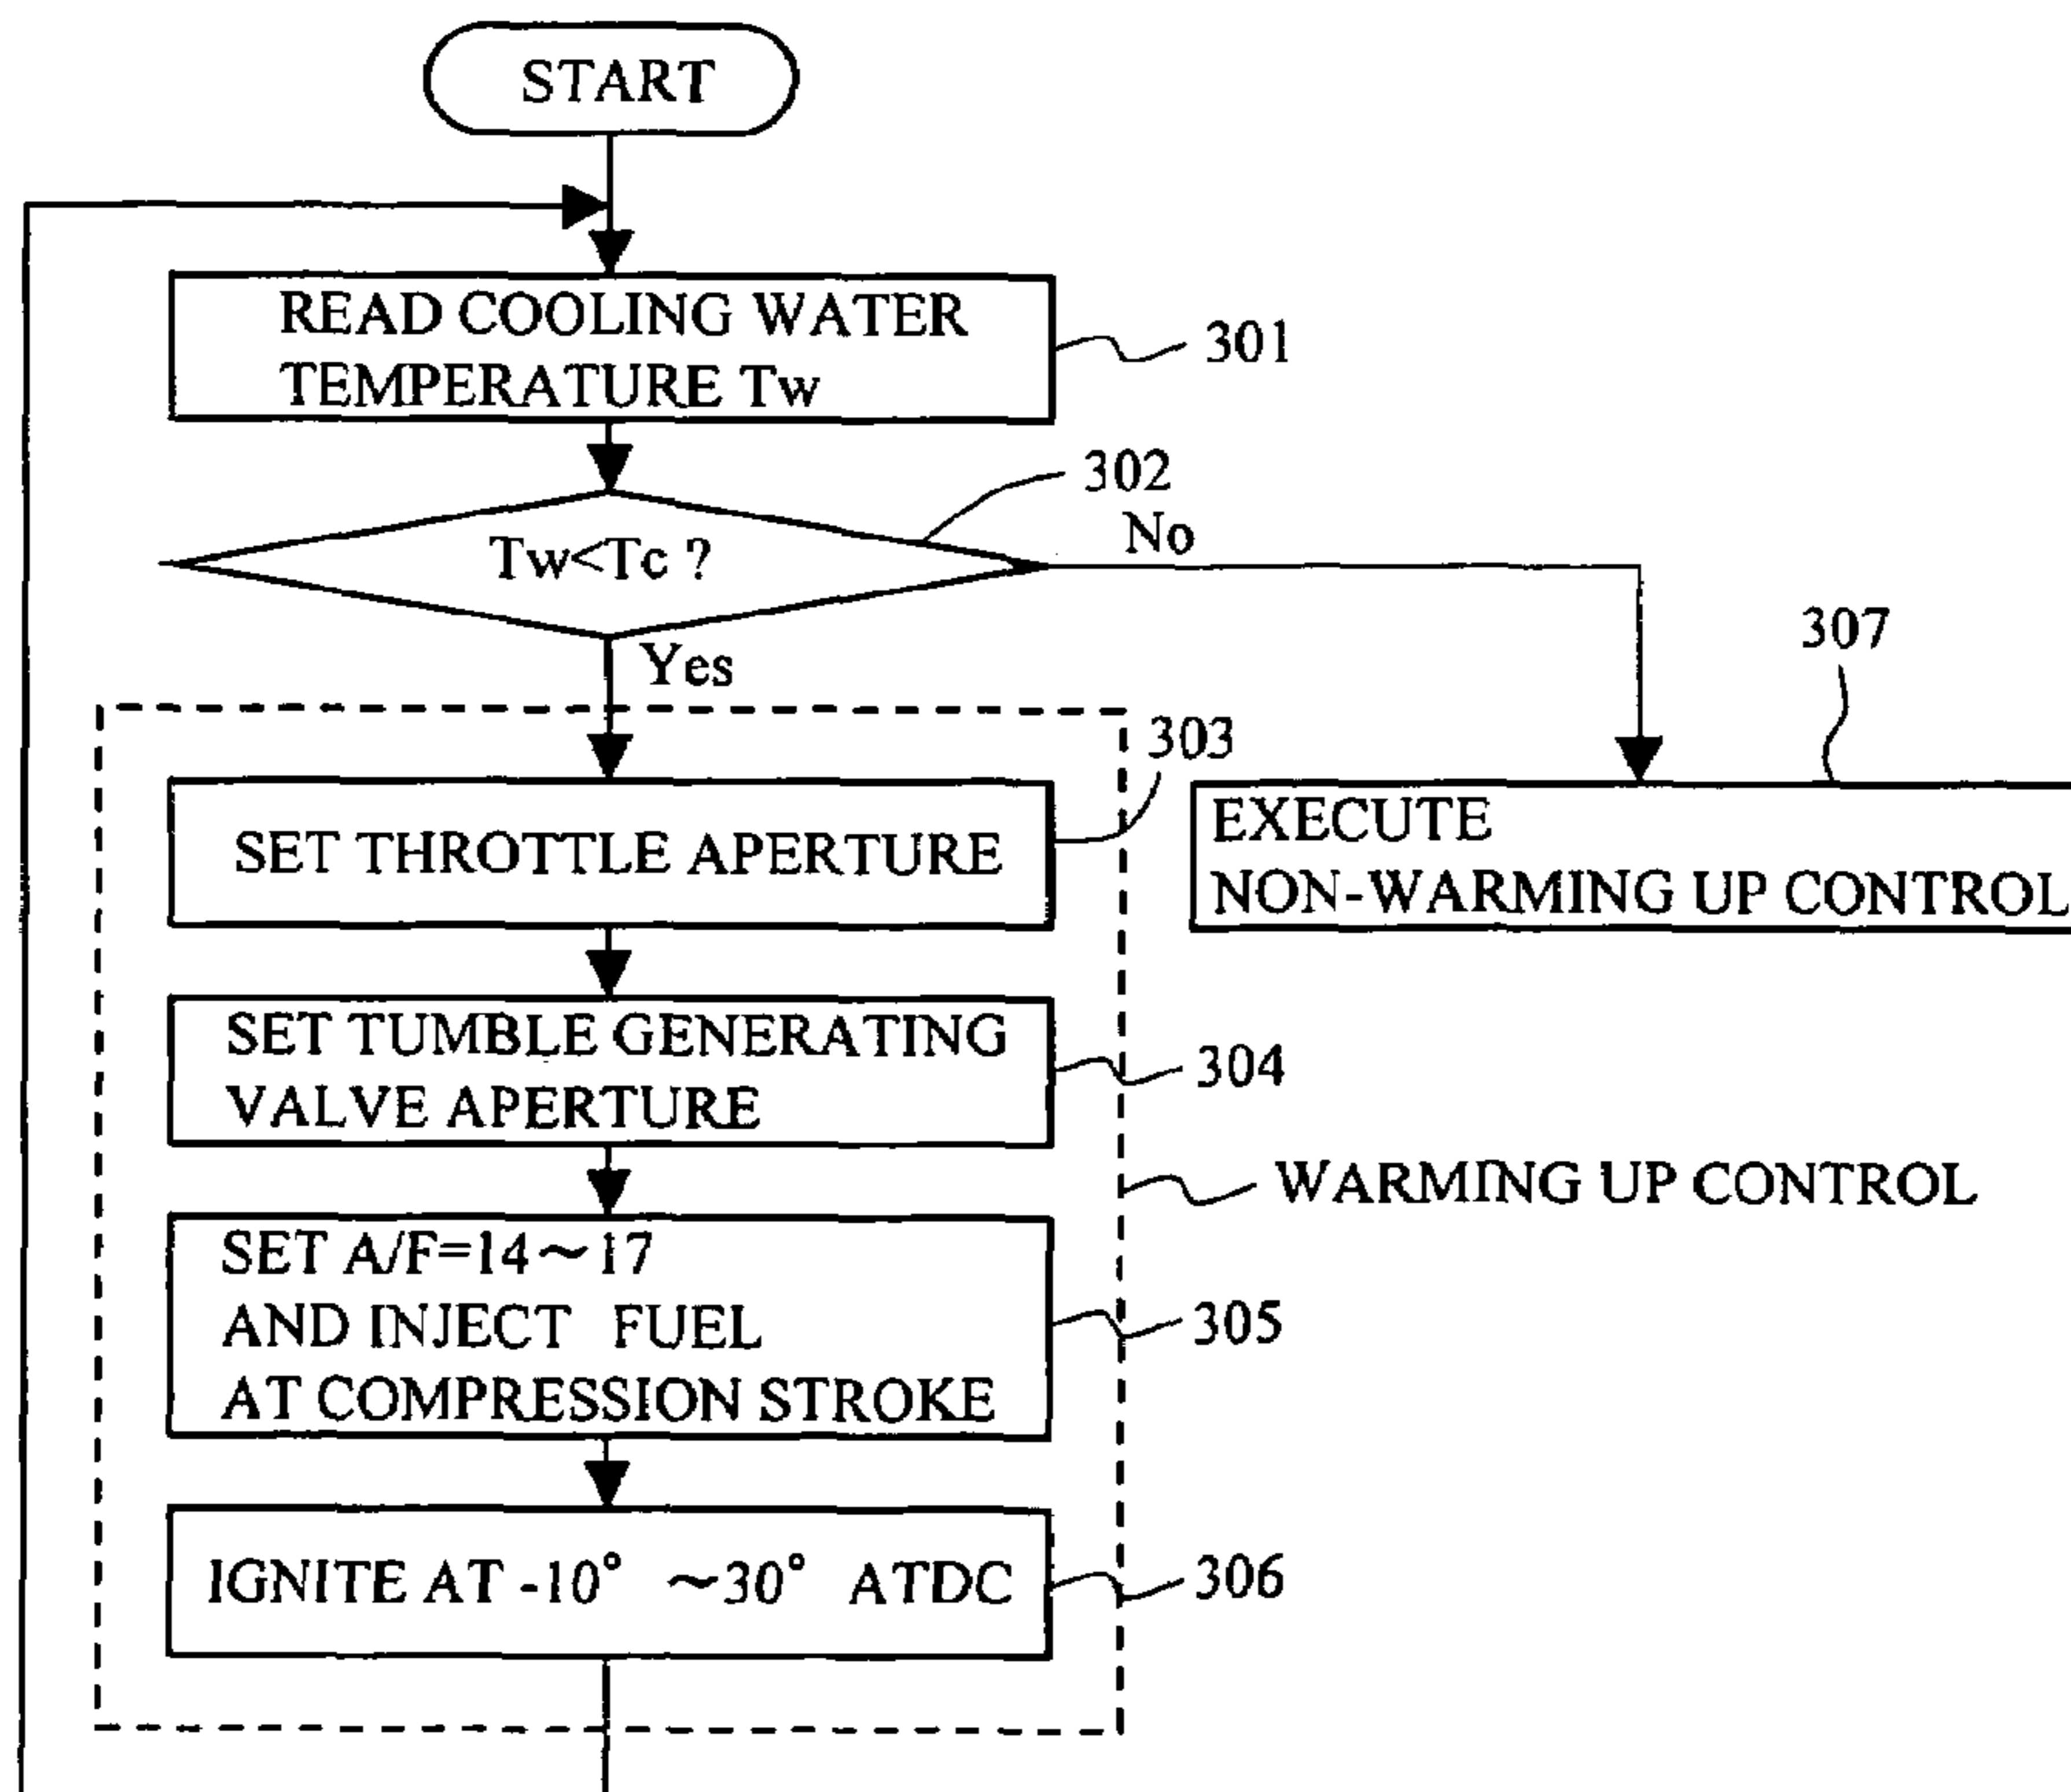 START
READ COOLING WATER
TEMPERATURE Tw
301
302
Tw<Tc ?
No
Yes
307
303
SET THROTTLE APERTURE
EXECUTE
NON-WARMING UP CONTROL
SET TUMBLE GENERATING
VALVE APERTURE
304
WARMING UP CONTROL
SET A/F=14～17
AND INJECT FUEL
AT COMPRESSION STROKE
305
IGNITE AT -10° ～30° ATDC
306